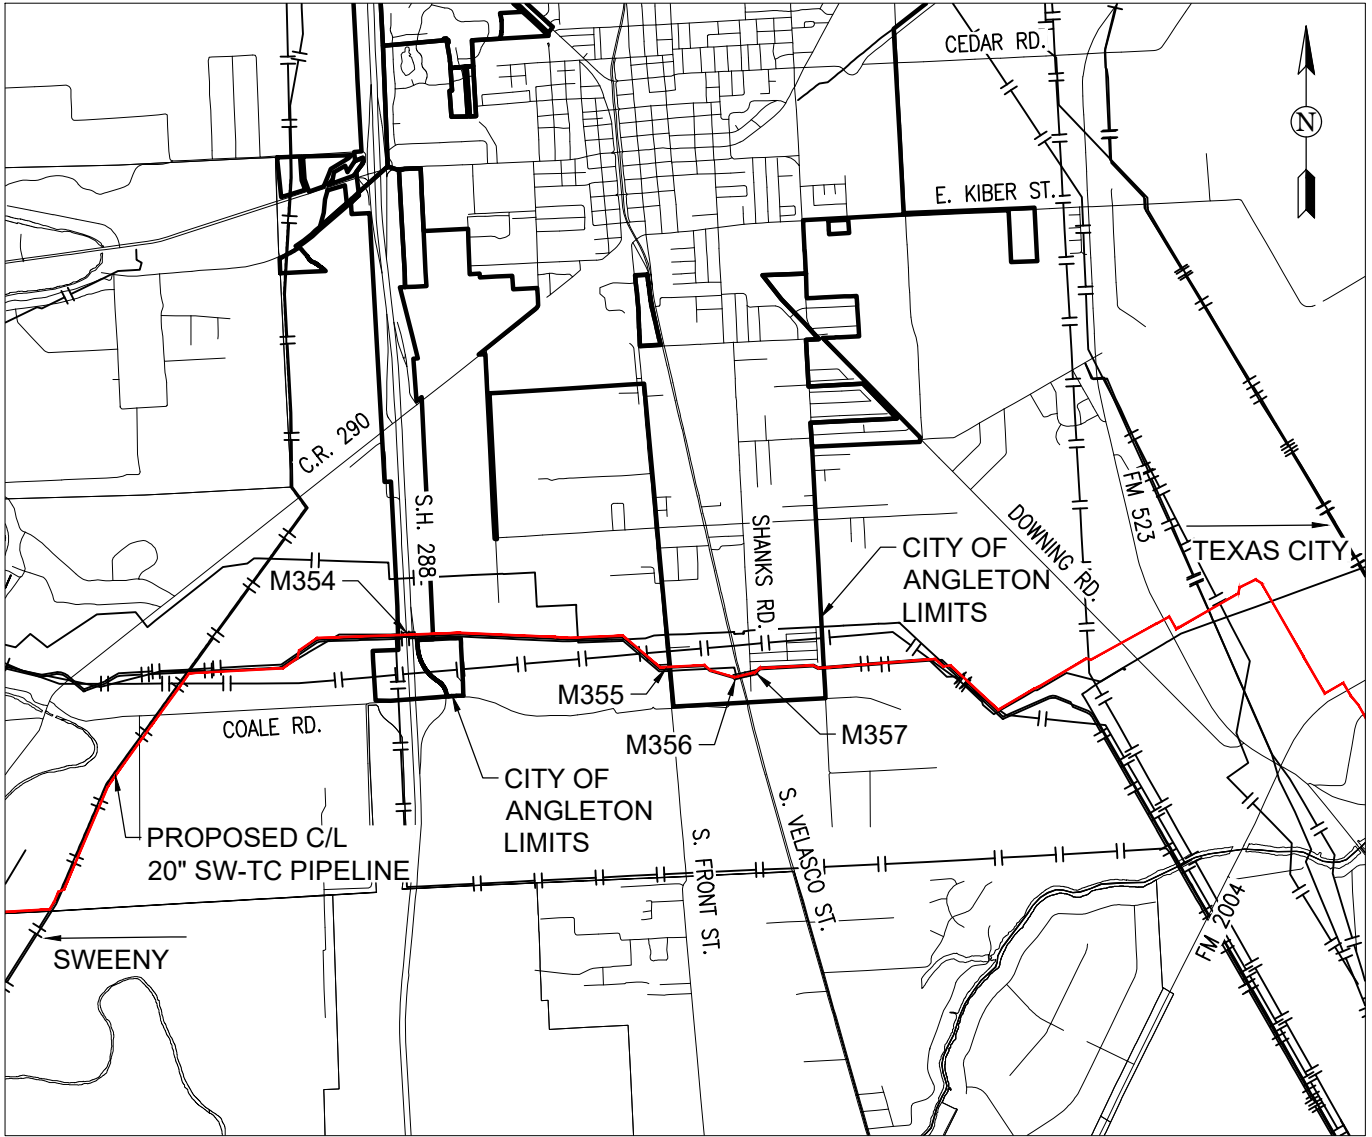 CEDAR RD.
N
E. KIBER ST.
C.R. 290
S.H. 288
SHANKS RD.
DOWNING RD.
FM 523
TEXAS CITY
CITY OF
ANGLETON
LIMITS
M354
M355
M356
M357
COALE RD.
CITY OF
ANGLETON
LIMITS
PROPOSED C/L
20" SW-TC PIPELINE
S. FRONT ST.
S. VELASCO ST.
FM 2004
SWEENY